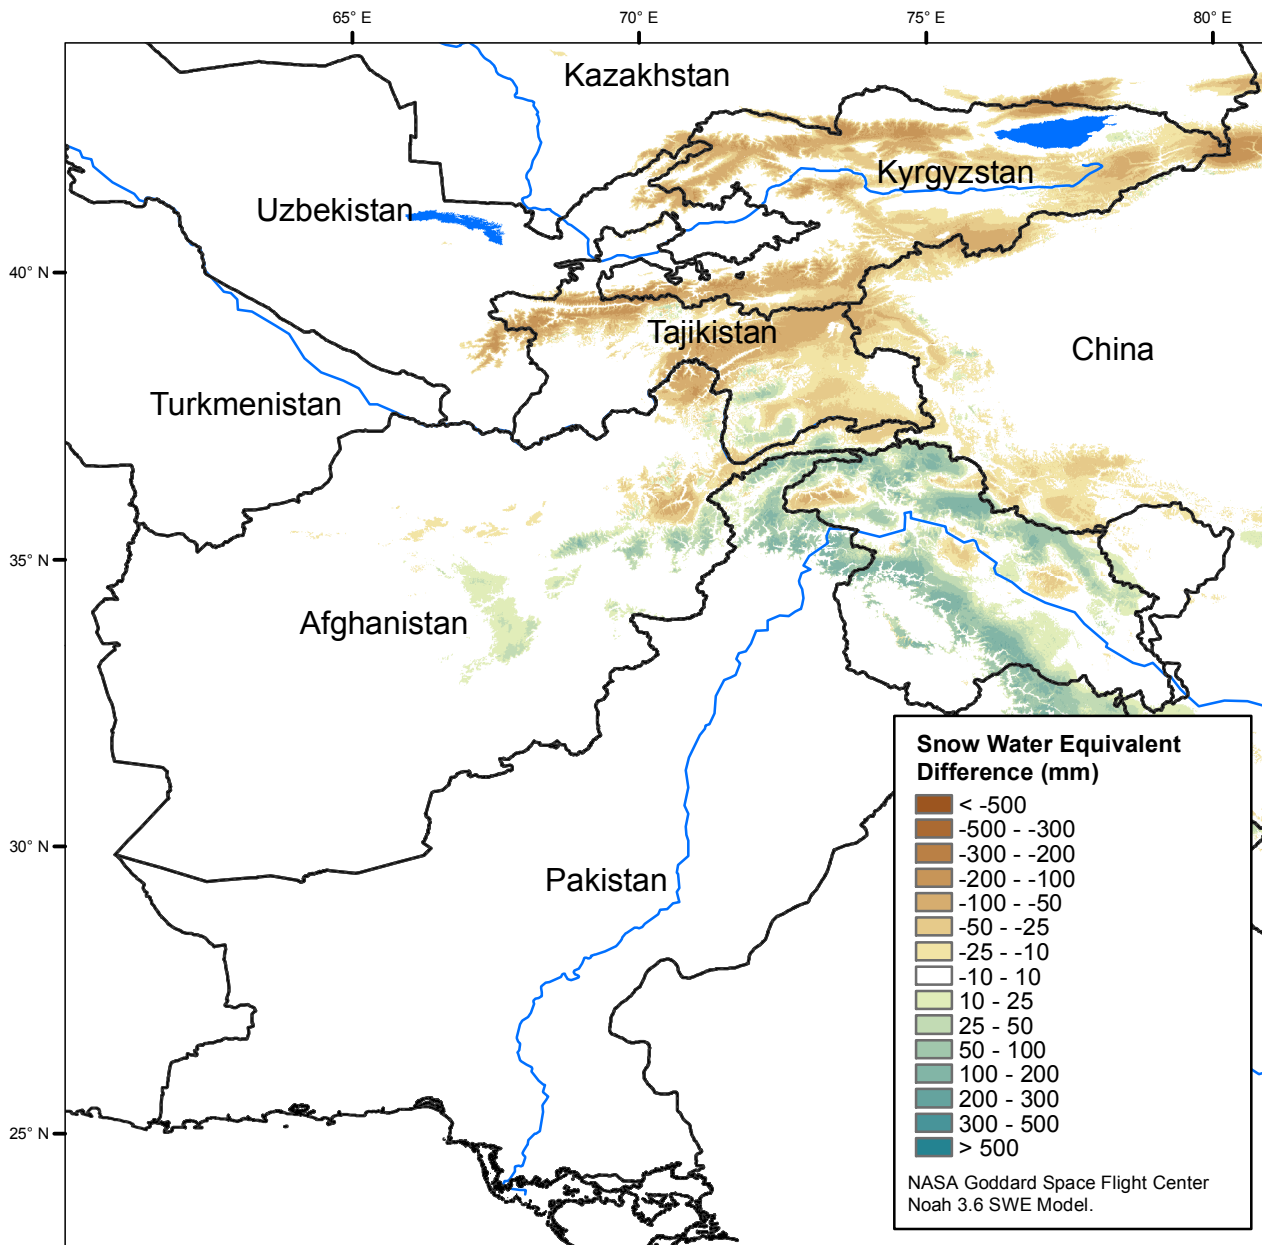 65° E
70° E
75° E
80° E
Kazakhstan
Kyrgyzstan
Uzbekistan
40° N
Tajikistan
China
Turkmenistan
35° N
Afghanistan
Snow Water Equivalent
Difference (mm)
< -500
-500 - -300
-300 - -200
-200 - -100
-100 - -50
-50 - -25
-25 - -10
-10 - 10
10 - 25
25 - 50
50 - 100
100 - 200
200 - 300
300 - 500
> 500
NASA Goddard Space Flight Center
Noah 3.6 SWE Model.
30° N
Pakistan
25° N